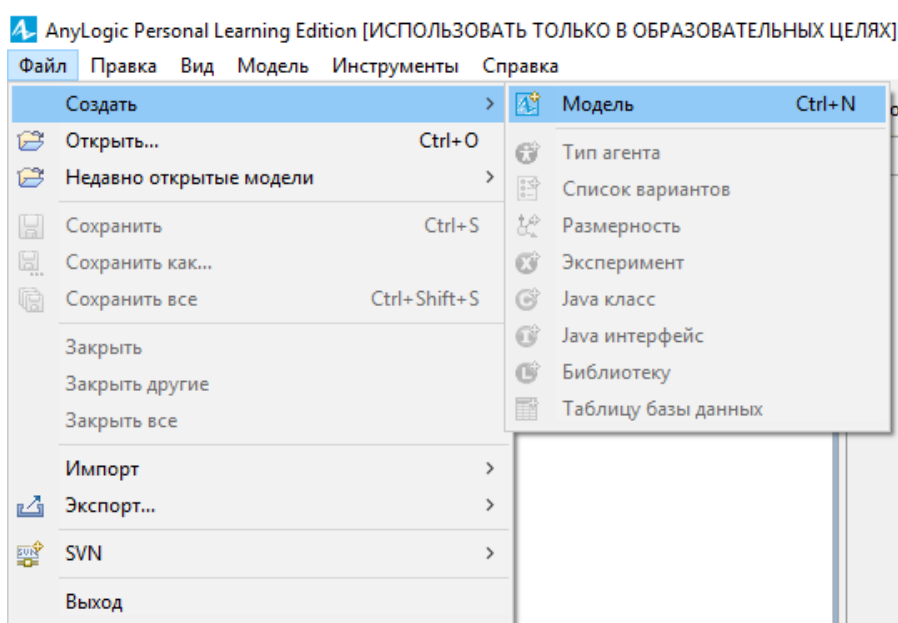 AnyLogic Personal Learning Edition [ИСПОЛЬЗОВАТЬ ТОЛЬКО В ОБРАЗОВАТЕЛЬНЫХ ЦЕЛЯХ]
Файл Правка Вид Модель Инструменты Справка
Создать
Открыть... Ctrl+O
Недавно открытые модели
Сохранить Ctrl+S
Сохранить как...
Сохранить все Ctrl+Shift+S
Закрыть
Закрыть другие
Закрыть все
Импорт
Экспорт...
SVN
Выход
Модель Ctrl+N
Тип агента
Список вариантов
Размерность
Эксперимент
Java класс
Java интерфейс
Библиотеку
Таблицу базы данных